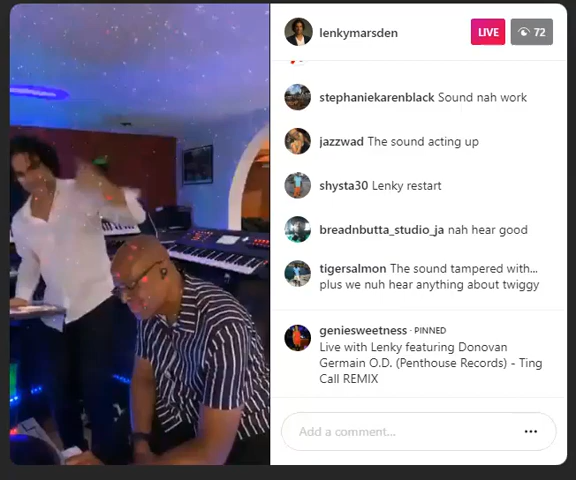 lenkymarsden
LIVE
72
stephaniekarenblack Sound nah work
jazzwad The sound acting up
shysta30 Lenky restart
breadnbutta_studio_ja nah hear good
tigersalmon The sound tampered with...
plus we nuh hear anything about twiggy
geniesweetness · PINNED
Live with Lenky featuring Donovan
Germain O.D. (Penthouse Records) - Ting
Call REMIX
Add a comment...